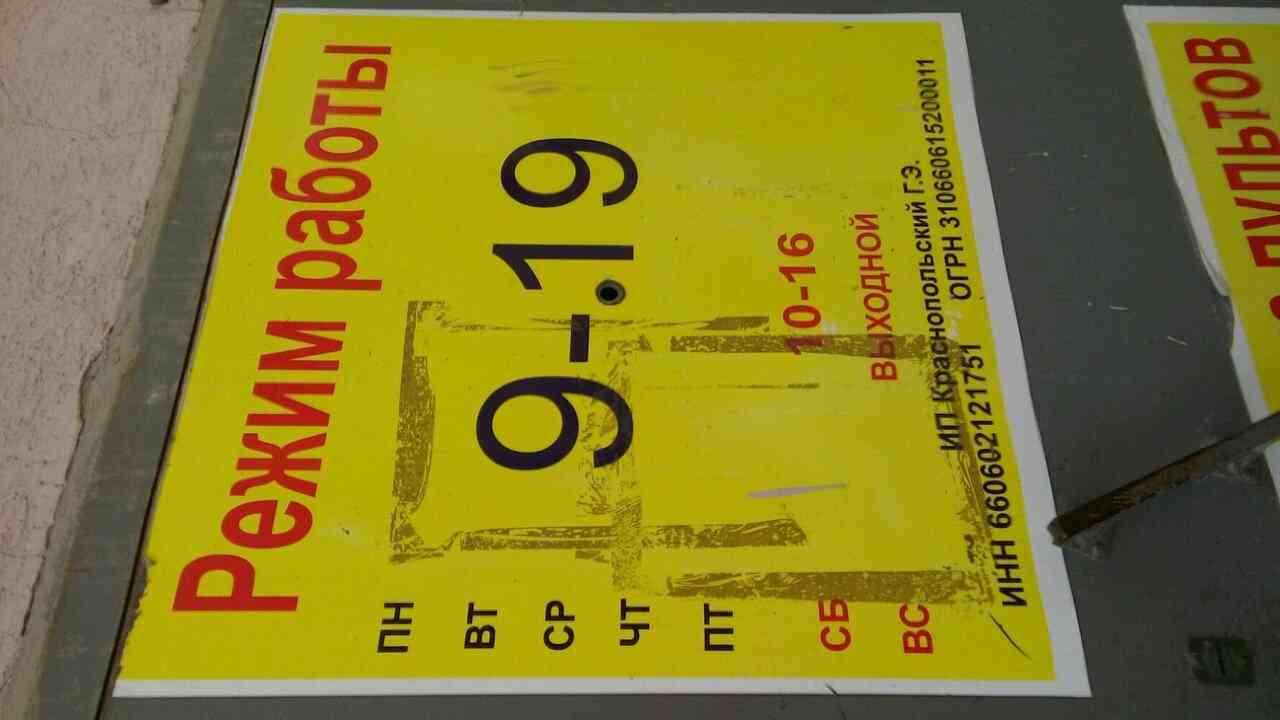 Режим работы
ПН
ВТ
СР 9-19
ЧТ
ПТ
СБ 10-16
ВС ВЫХОДНОЙ
ИП Краснопольский Г.Э.
ИНН 660602121751 ОГРН 310660615200011
ПУЛЬТОВ